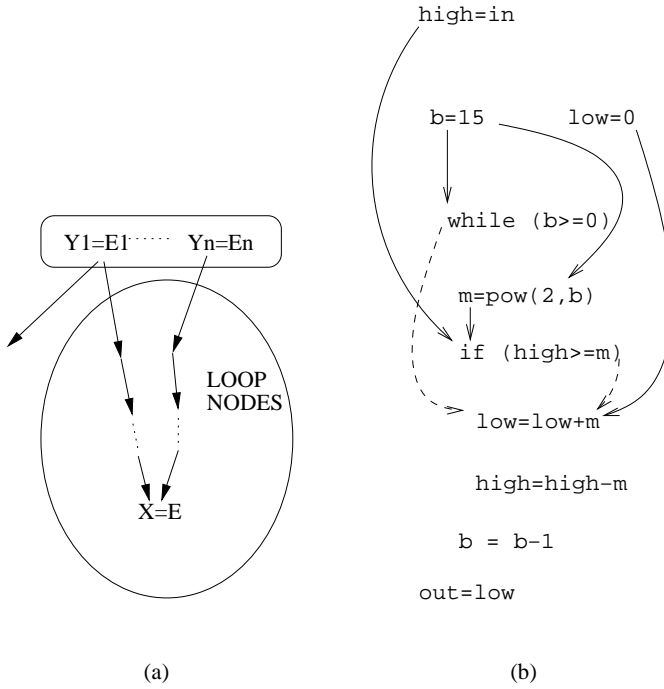 Y1=E1 ...... Yn=En
LOOP
NODES
X=E
(a)
high=in
b=15 low=0
while (b>=0)
m=pow(2,b)
if (high>=m)
low=low+m
high=high-m
b = b-1
out=low
(b)